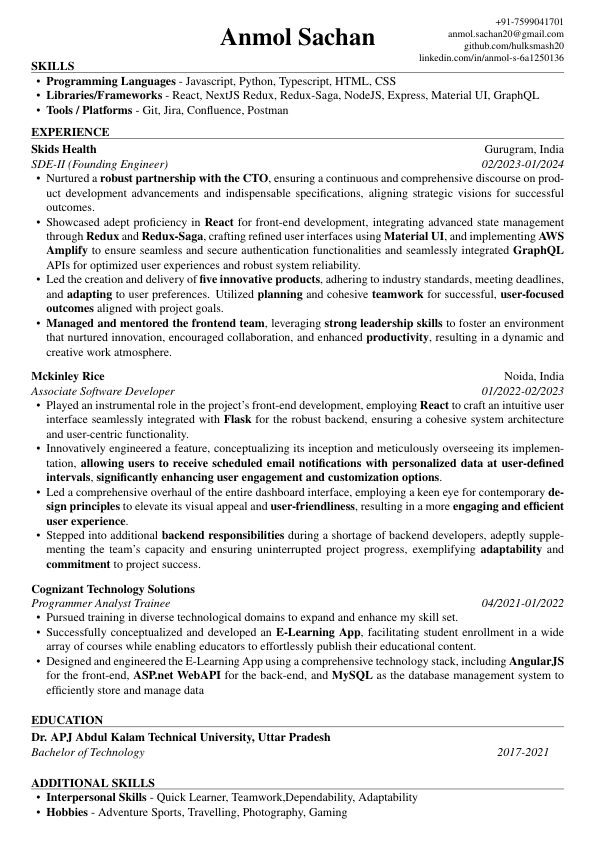 +91-7599041701
Anmol Sachan
anmol.sachan20@gmail.com
github.com/hulksmash20
linkedin.com/in/anmol-s-6a1250136
SKILLS
• Programming Languages - Javascript, Python, Typescript, HTML, CSS
• Libraries/Frameworks - React, NextJS Redux, Redux-Saga, NodeJS, Express, Material UI, GraphQL
• Tools / Platforms - Git, Jira, Confluence, Postman
EXPERIENCE
Skids Health Gurugram, India
SDE-II (Founding Engineer) 02/2023-01/2024
• Nurtured a robust partnership with the CTO, ensuring a continuous and comprehensive discourse on prod-
uct development advancements and indispensable specifications, aligning strategic visions for successful
outcomes.
• Showcased adept proficiency in React for front-end development, integrating advanced state management
through Redux and Redux-Saga, crafting refined user interfaces using Material UI, and implementing AWS
Amplify to ensure seamless and secure authentication functionalities and seamlessly integrated GraphQL
APIs for optimized user experiences and robust system reliability.
• Led the creation and delivery of five innovative products, adhering to industry standards, meeting deadlines,
and adapting to user preferences. Utilized planning and cohesive teamwork for successful, user-focused
outcomes aligned with project goals.
• Managed and mentored the frontend team, leveraging strong leadership skills to foster an environment
that nurtured innovation, encouraged collaboration, and enhanced productivity, resulting in a dynamic and
creative work atmosphere.
Mckinley Rice Noida, India
Associate Software Developer 01/2022-02/2023
• Played an instrumental role in the project's front-end development, employing React to craft an intuitive user
interface seamlessly integrated with Flask for the robust backend, ensuring a cohesive system architecture
and user-centric functionality.
• Innovatively engineered a feature, conceptualizing its inception and meticulously overseeing its implemen-
tation, allowing users to receive scheduled email notifications with personalized data at user-defined
intervals, significantly enhancing user engagement and customization options.
• Led a comprehensive overhaul of the entire dashboard interface, employing a keen eye for contemporary de-
sign principles to elevate its visual appeal and user-friendliness, resulting in a more engaging and efficient
user experience.
• Stepped into additional backend responsibilities during a shortage of backend developers, adeptly supple-
menting the team's capacity and ensuring uninterrupted project progress, exemplifying adaptability and
commitment to project success.
Cognizant Technology Solutions
Programmer Analyst Trainee 04/2021-01/2022
• Pursued training in diverse technological domains to expand and enhance my skill set.
• Successfully conceptualized and developed an E-Learning App, facilitating student enrollment in a wide
array of courses while enabling educators to effortlessly publish their educational content.
• Designed and engineered the E-Learning App using a comprehensive technology stack, including AngularJS
for the front-end, ASP.net WebAPI for the back-end, and MySQL as the database management system to
efficiently store and manage data
EDUCATION
Dr. APJ Abdul Kalam Technical University, Uttar Pradesh
Bachelor of Technology 2017-2021
ADDITIONAL SKILLS
• Interpersonal Skills - Quick Learner, Teamwork,Dependability, Adaptability
• Hobbies - Adventure Sports, Travelling, Photography, Gaming